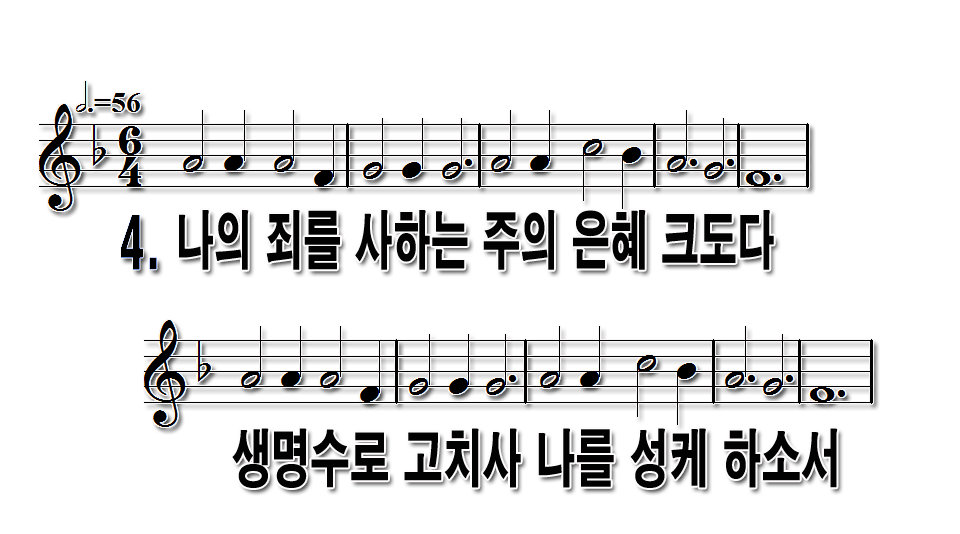 𝅗𝅥.=56
6
4
4. 나의 죄를 사하는 주의 은혜 크도다
생명수로 고치사 나를 성케 하소서